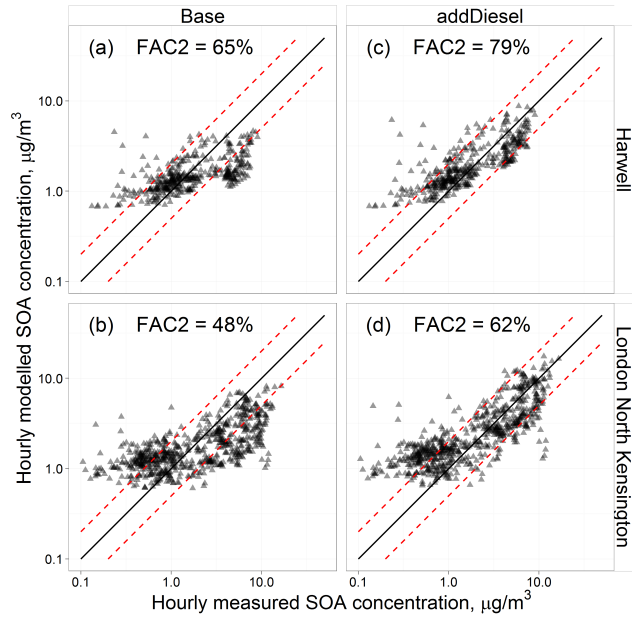 Base
addDiesel
(a) FAC2 = 65%
(c) FAC2 = 79%
Harwell
10.0
1.0
0.1
(b) FAC2 = 48%
(d) FAC2 = 62%
London North Kensington
10.0
1.0
0.1
Hourly modelled SOA concentration, μg/m³
0.1 1.0 10.0
0.1 1.0 10.0
Hourly measured SOA concentration, μg/m³